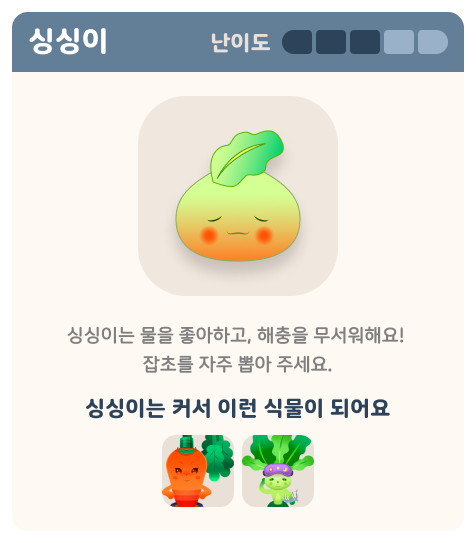 싱싱이
난이도
싱싱이는 물을 좋아하고, 해충을 무서워해요!
잡초를 자주 뽑아 주세요.
싱싱이는 커서 이런 식물이 되어요